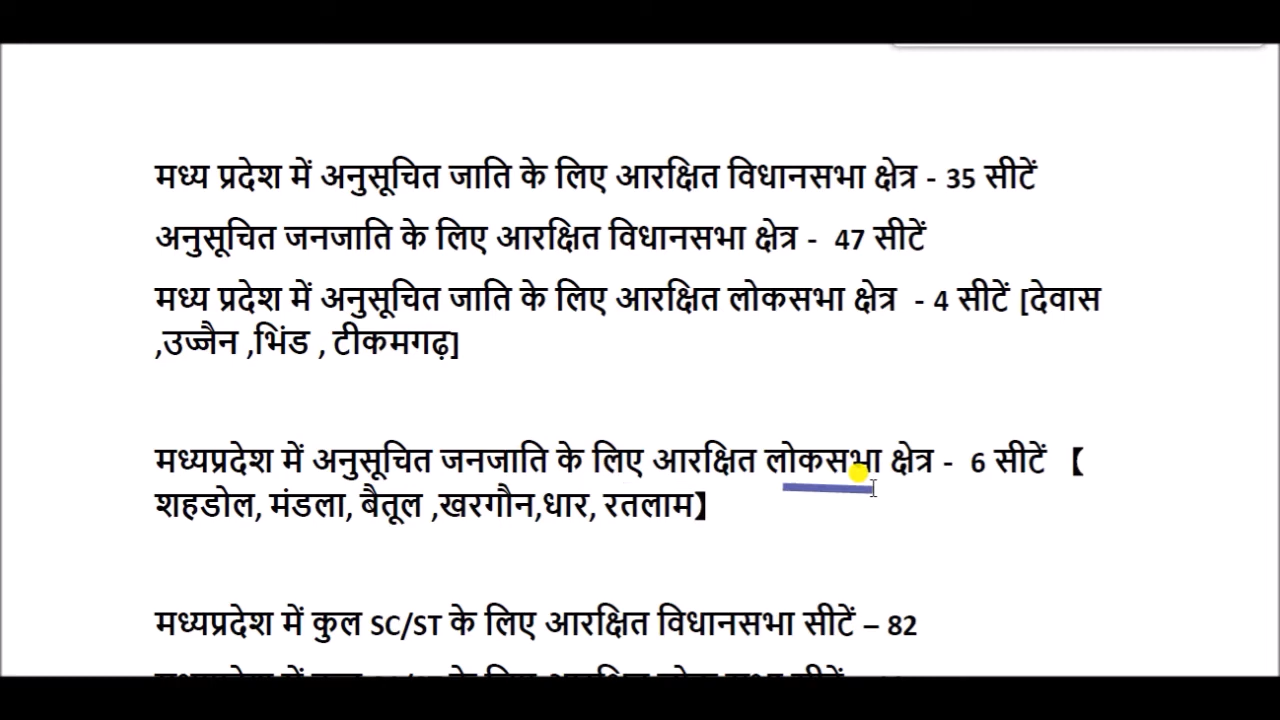 मध्य प्रदेश में अनुसूचित जाति के लिए आरक्षित विधानसभा क्षेत्र - 35 सीटें
अनुसूचित जनजाति के लिए आरक्षित विधानसभा क्षेत्र - 47 सीटें
मध्य प्रदेश में अनुसूचित जाति के लिए आरक्षित लोकसभा क्षेत्र - 4 सीटें [देवास
,उज्जैन ,भिंड , टीकमगढ़]
मध्यप्रदेश में अनुसूचित जनजाति के लिए आरक्षित लोकसभा क्षेत्र - 6 सीटें 【
शहडोल, मंडला, बैतूल ,खरगौन,धार, रतलाम】
मध्यप्रदेश में कुल SC/ST के लिए आरक्षित विधानसभा सीटें – 82